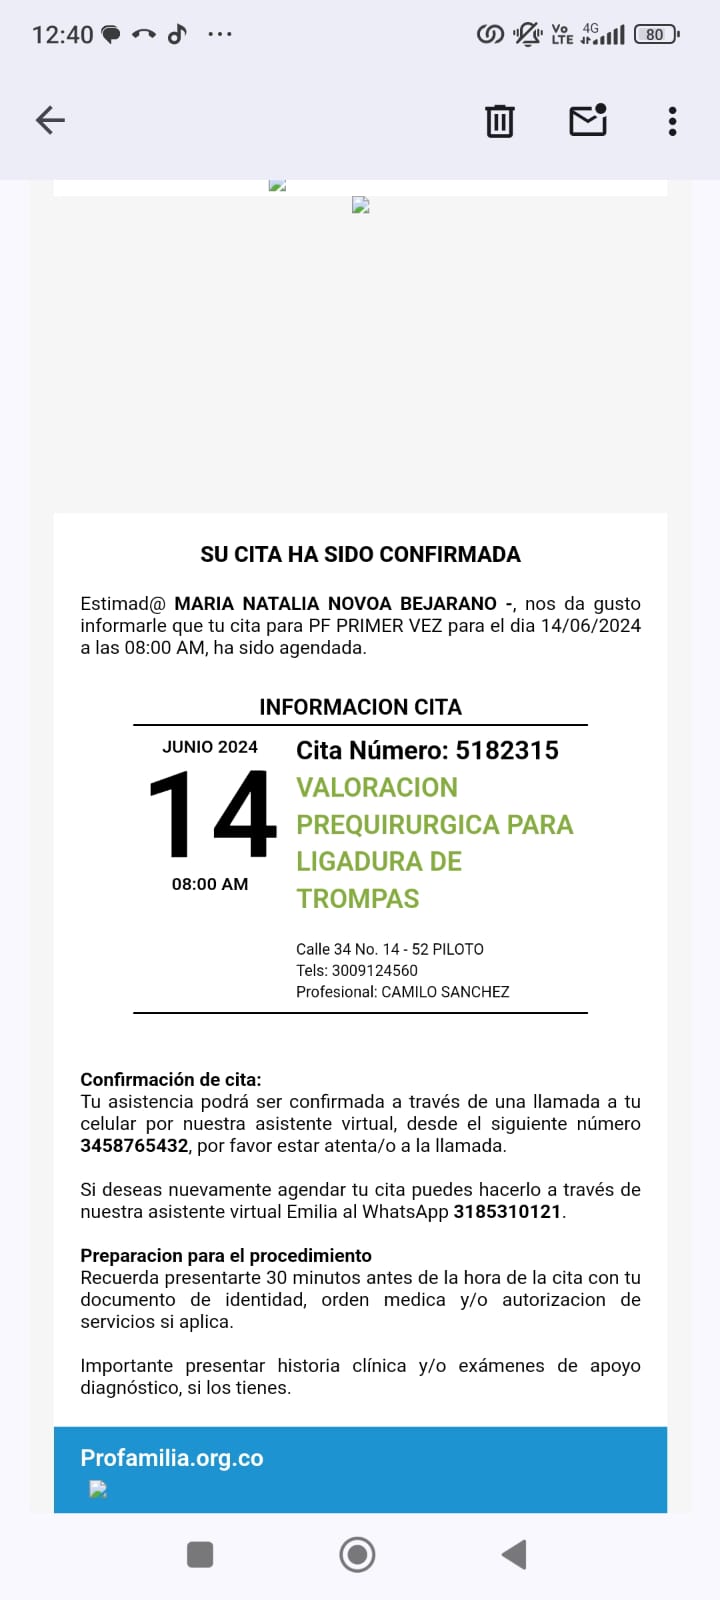 12:40 ...
Vo LTE 4G 80
SU CITA HA SIDO CONFIRMADA
Estimad@ MARIA NATALIA NOVOA BEJARANO -, nos da gusto
informarle que tu cita para PF PRIMER VEZ para el dia 14/06/2024
a las 08:00 AM, ha sido agendada.
INFORMACION CITA
JUNIO 2024
14
08:00 AM
Cita Número: 5182315
VALORACION
PREQUIRURGICA PARA
LIGADURA DE
TROMPAS
Calle 34 No. 14 - 52 PILOTO
Tels: 3009124560
Profesional: CAMILO SANCHEZ
Confirmación de cita:
Tu asistencia podrá ser confirmada a través de una llamada a tu
celular por nuestra asistente virtual, desde el siguiente número
3458765432, por favor estar atenta/o a la llamada.
Si deseas nuevamente agendar tu cita puedes hacerlo a través de
nuestra asistente virtual Emilia al WhatsApp 3185310121.
Preparacion para el procedimiento
Recuerda presentarte 30 minutos antes de la hora de la cita con tu
documento de identidad, orden medica y/o autorizacion de
servicios si aplica.
Importante presentar historia clínica y/o exámenes de apoyo
diagnóstico, si los tienes.
Profamilia.org.co